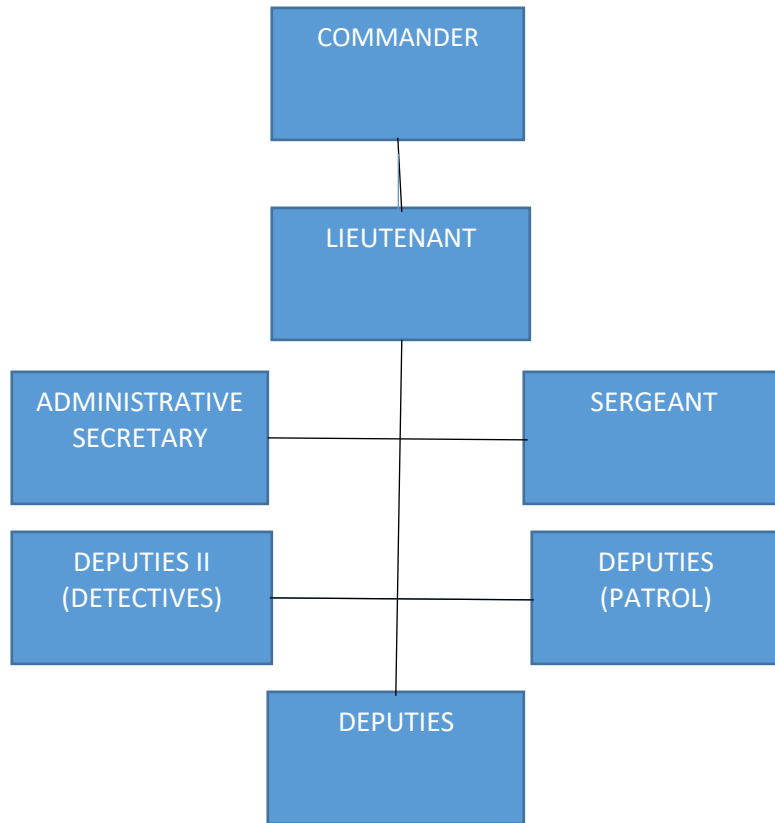 COMMANDER
LIEUTENANT
ADMINISTRATIVE
SECRETARY
SERGEANT
DEPUTIES II
(DETECTIVES)
DEPUTIES
(PATROL)
DEPUTIES